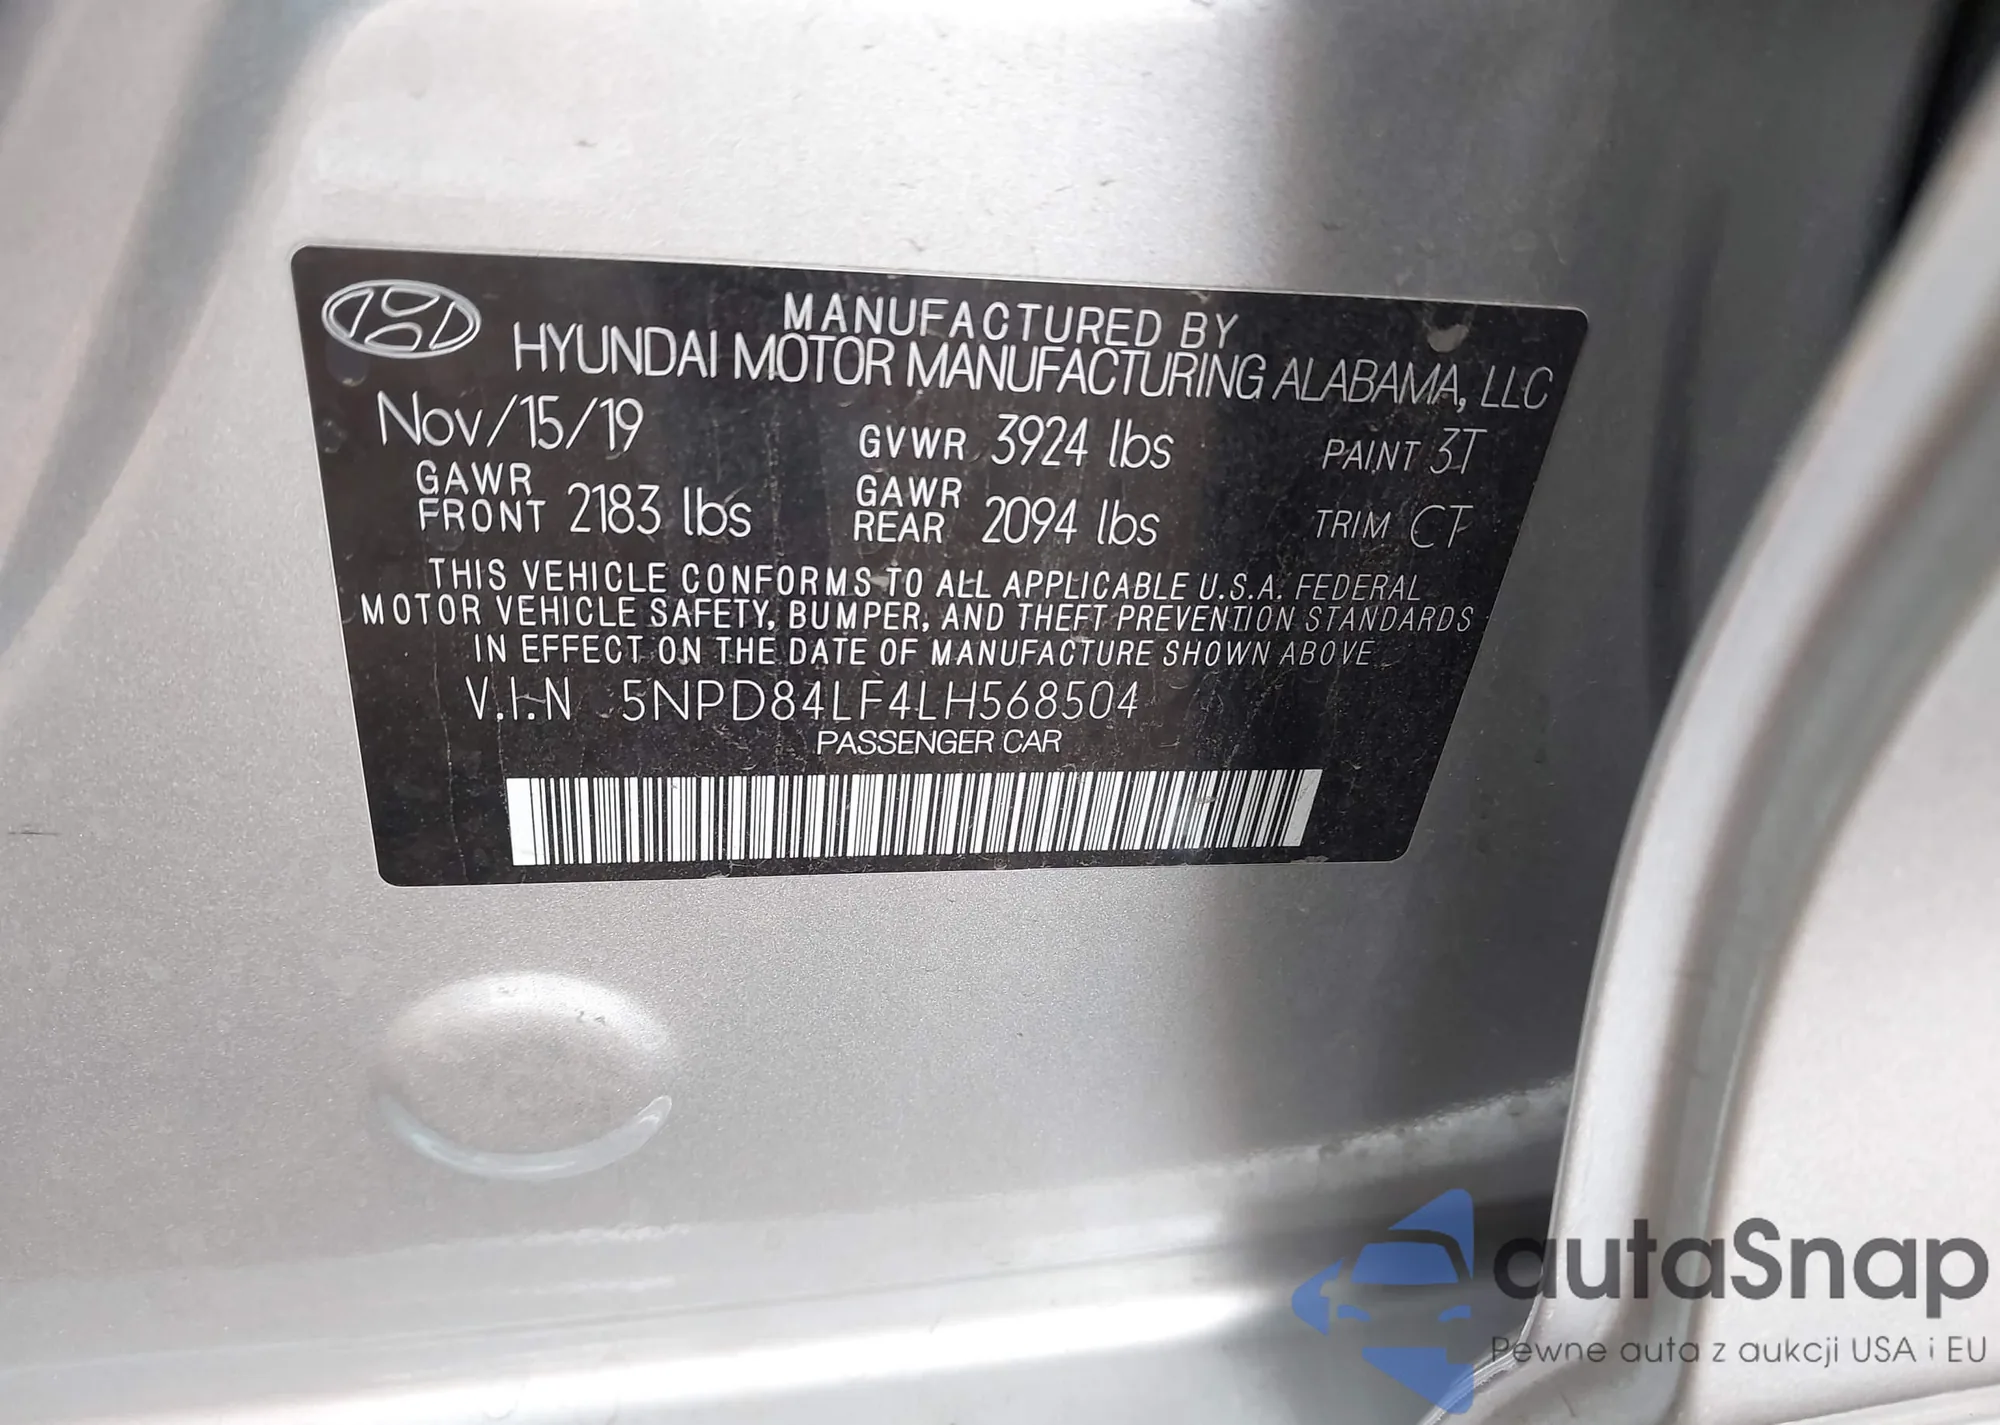 MANUFACTURED BY
HYUNDAI MOTOR MANUFACTURING ALABAMA, LLC
Nov/15/19 GVWR 3924 lbs PAINT 3T
GAWR FRONT 2183 lbs GAWR REAR 2094 lbs TRIM CT
THIS VEHICLE CONFORMS TO ALL APPLICABLE U.S.A. FEDERAL
MOTOR VEHICLE SAFETY, BUMPER, AND THEFT PREVENTION STANDARDS
IN EFFECT ON THE DATE OF MANUFACTURE SHOWN ABOVE
V.I.N 5NPD84LF4LH568504
PASSENGER CAR
autaSnap
Pewne auta z aukcji USA i EU